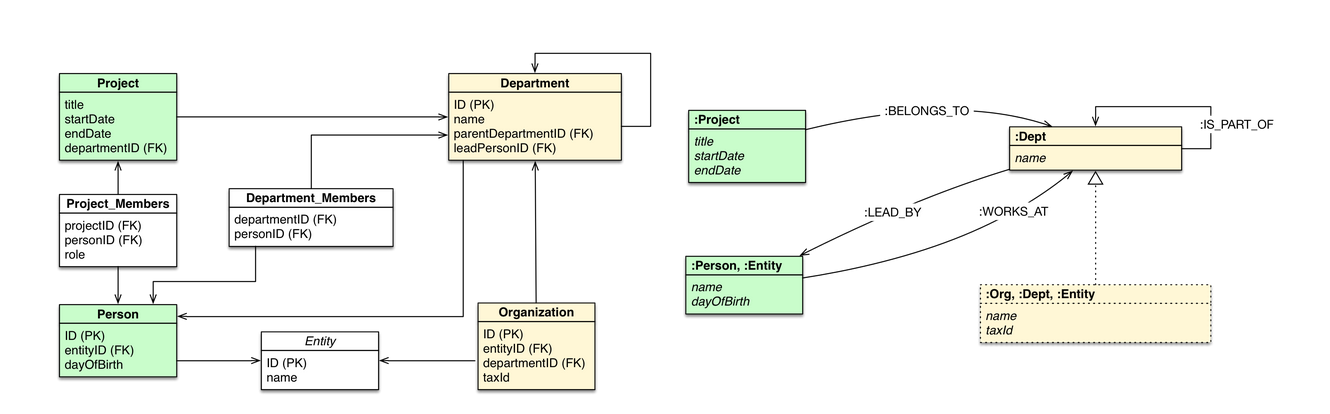 Project
title
startDate
endDate
departmentID (FK)
Department
ID (PK)
name
parentDepartmentID (FK)
leadPersonID (FK)
Project_Members
projectID (FK)
personID (FK)
role
Department_Members
departmentID (FK)
personID (FK)
Person
ID (PK)
entityID (FK)
dayOfBirth
Entity
ID (PK)
name
Organization
ID (PK)
entityID (FK)
departmentID (FK)
taxId
:Project
title
startDate
endDate
:BELONGS_TO
:Dept
name
:IS_PART_OF
:LEAD_BY
:WORKS_AT
:Person, :Entity
name
dayOfBirth
:Org, :Dept, :Entity
name
taxId